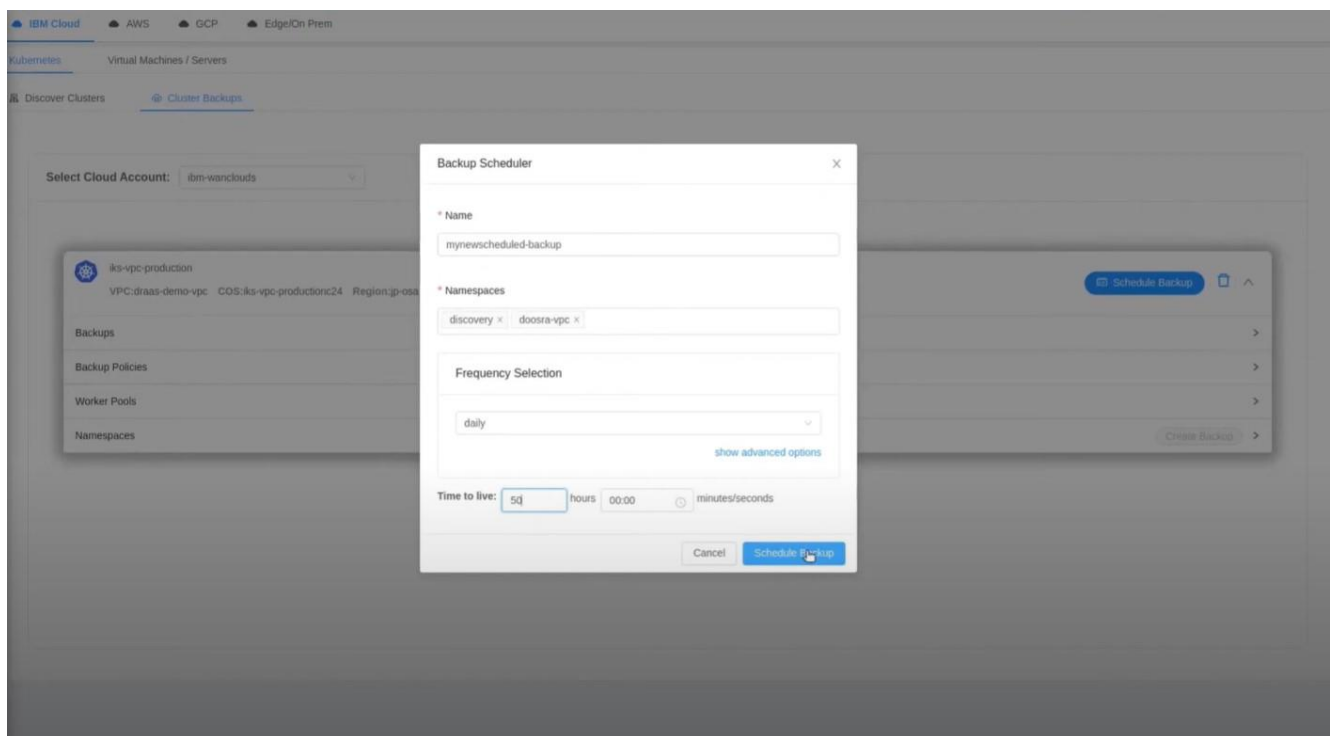 IBM Cloud AWS GCP Edge/On Prem
Kubernetes Virtual Machines / Servers
Discover Clusters Cluster Backups
Backup Scheduler
Select Cloud Account: ibm-wanclouds
* Name
mynewscheduled-backup
iks-vpc-production
VPC:draas-demo-vpc COS:iks-vpc-productionc24 Region:jp-osa
Schedule Backup
* Namespaces
discovery × doosra-vpc ×
Backups
Backup Policies
Frequency Selection
Worker Pools
daily
Namespaces
Create Backup
show advanced options
Time to live: 50 hours 00:00 minutes/seconds
Cancel Schedule Backup